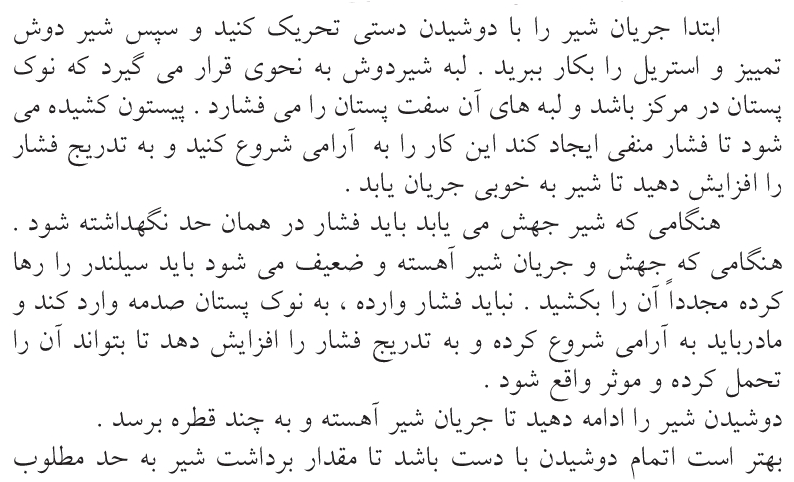 ابتدا جریان شیر را با دوشیدن دستی تحریک کنید و سپس شیر دوش
تمییز و استریل را بکار ببرید . لبه شیردوش به نحوی قرار می گیرد که نوک
پستان در مرکز باشد و لبه های آن سفت پستان را می فشارد . پیستون کشیده می
شود تا فشار منفی ایجاد کند این کار را به آرامی شروع کنید و به تدریج فشار
را افزایش دهید تا شیر به خوبی جریان یابد .
هنگامی که شیر جهش می یابد باید فشار در همان حد نگهداشته شود .
هنگامی که جهش و جریان شیر آهسته و ضعیف می شود باید سیلندر را رها
کرده مجدداً آن را بکشید . نباید فشار وارده ، به نوک پستان صدمه وارد کند و
مادرباید به آرامی شروع کرده و به تدریج فشار را افزایش دهد تا بتواند آن را
تحمل کرده و موثر واقع شود .
دوشیدن شیر را ادامه دهید تا جریان شیر آهسته و به چند قطره برسد .
بهتر است اتمام دوشیدن با دست باشد تا مقدار برداشت شیر به حد مطلوب